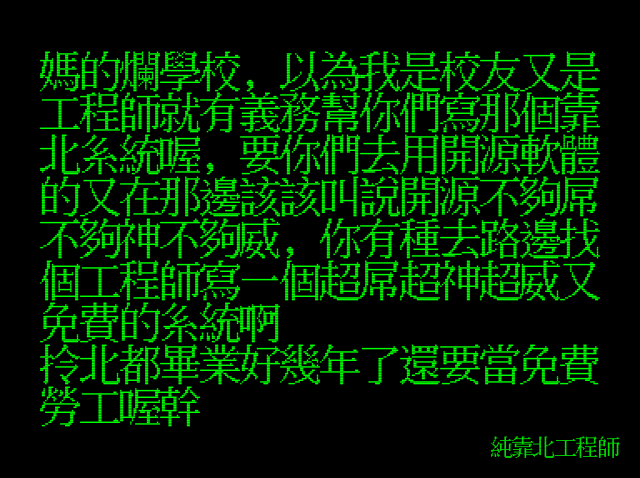 媽的爛學校，以為我是校友又是
工程師就有義務幫你們寫那個靠
北系統喔，要你們去用開源軟體
的又在那邊該該叫說開源不夠屌
不夠神不夠威，你有種去路邊找
個工程師寫一個超屌超神超威又
免費的系統啊
拎北都畢業好幾年了還要當免費
勞工喔幹
純靠北工程師